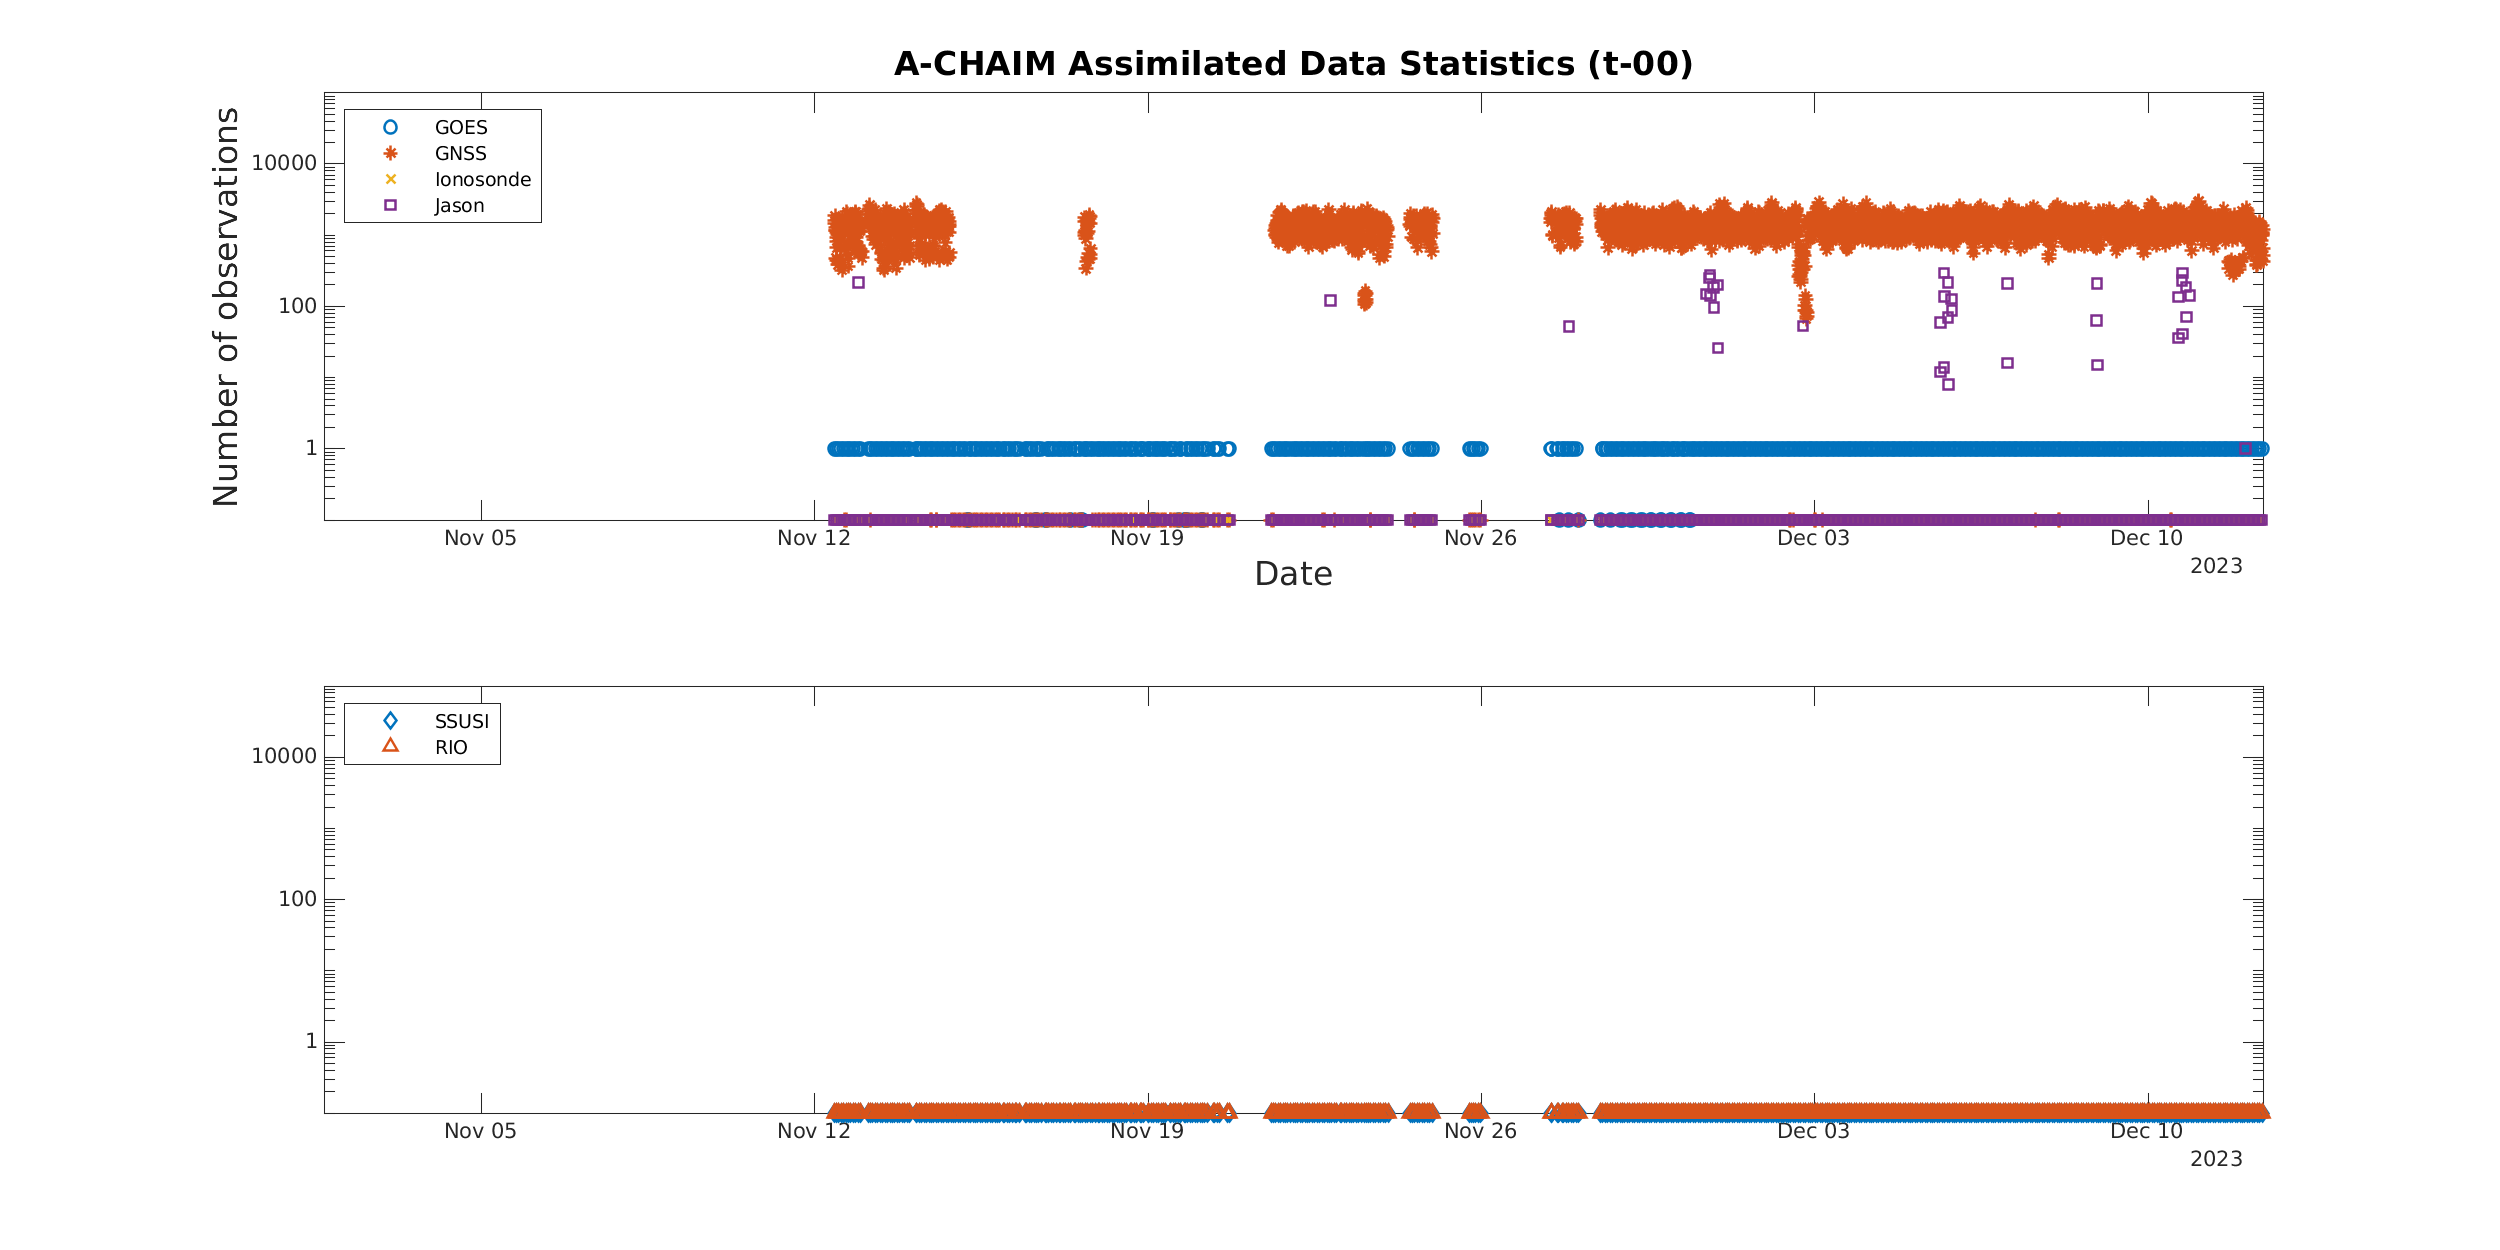 A-CHAIM Assimilated Data Statistics (t-00)
Number of observations
10000
100
1
GOES
GNSS
Ionosonde
Jason
Nov 05
Nov 12
Nov 19
Nov 26
Dec 03
Dec 10
2023
Date
10000
100
1
SSUSI
RIO
Nov 05
Nov 12
Nov 19
Nov 26
Dec 03
Dec 10
2023